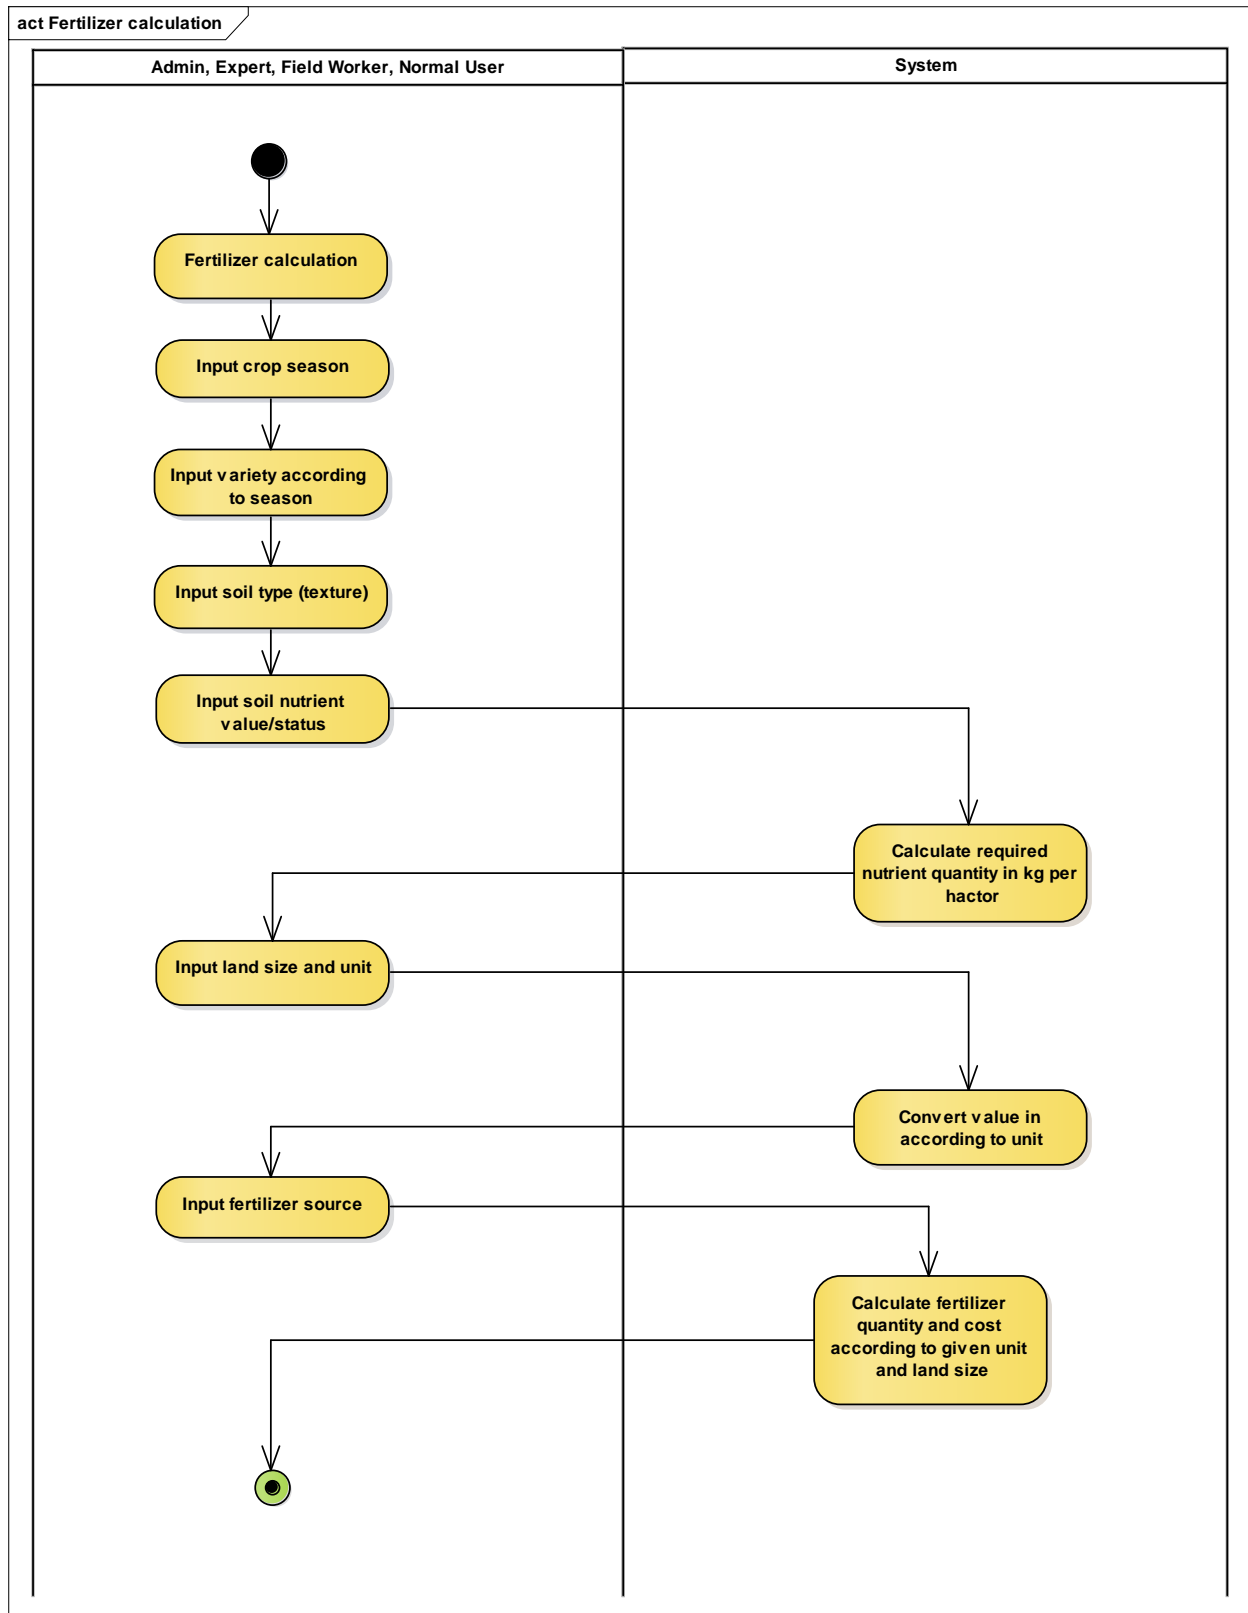 act Fertilizer calculation
Admin, Expert, Field Worker, Normal User
System
Fertilizer calculation
Input crop season
Input variety according
to season
Input soil type (texture)
Input soil nutrient
value/status
Calculate required
nutrient quantity in kg per
hactor
Input land size and unit
Convert value in
according to unit
Input fertilizer source
Calculate fertilizer
quantity and cost
according to given unit
and land size